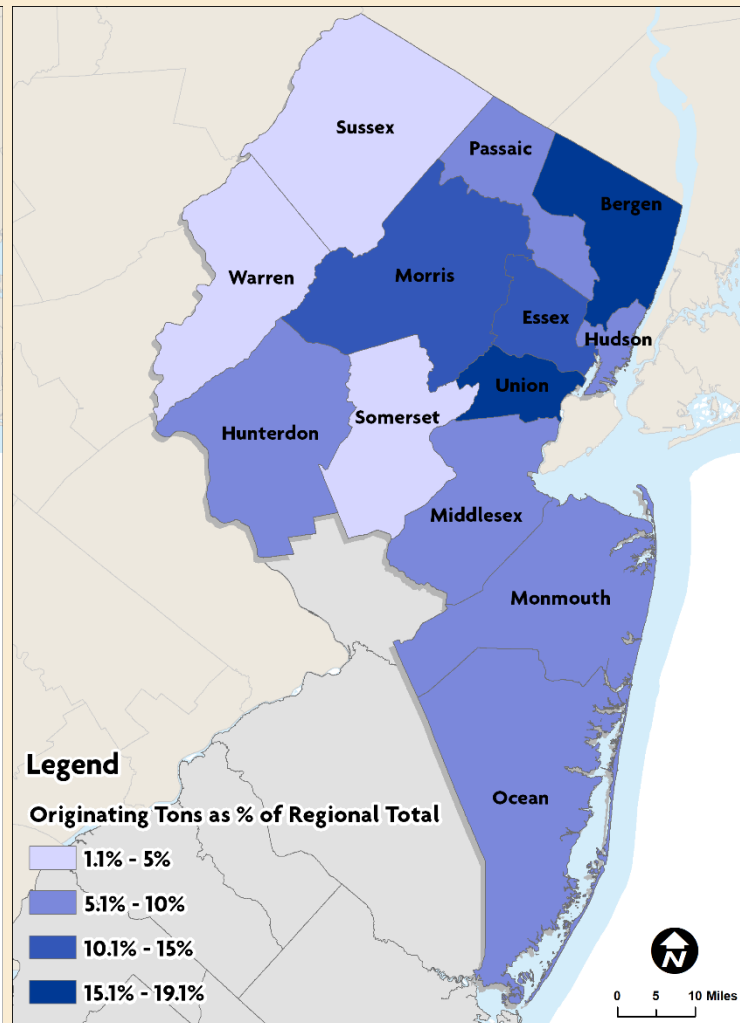 Sussex
Passaic
Bergen
Warren
Morris
Essex
Hudson
Union
Somerset
Hunterdon
Middlesex
Monmouth
Ocean
Legend
Originating Tons as % of Regional Total
1.1% - 5%
5.1% - 10%
10.1% - 15%
15.1% - 19.1%
N
0 5 10 Miles